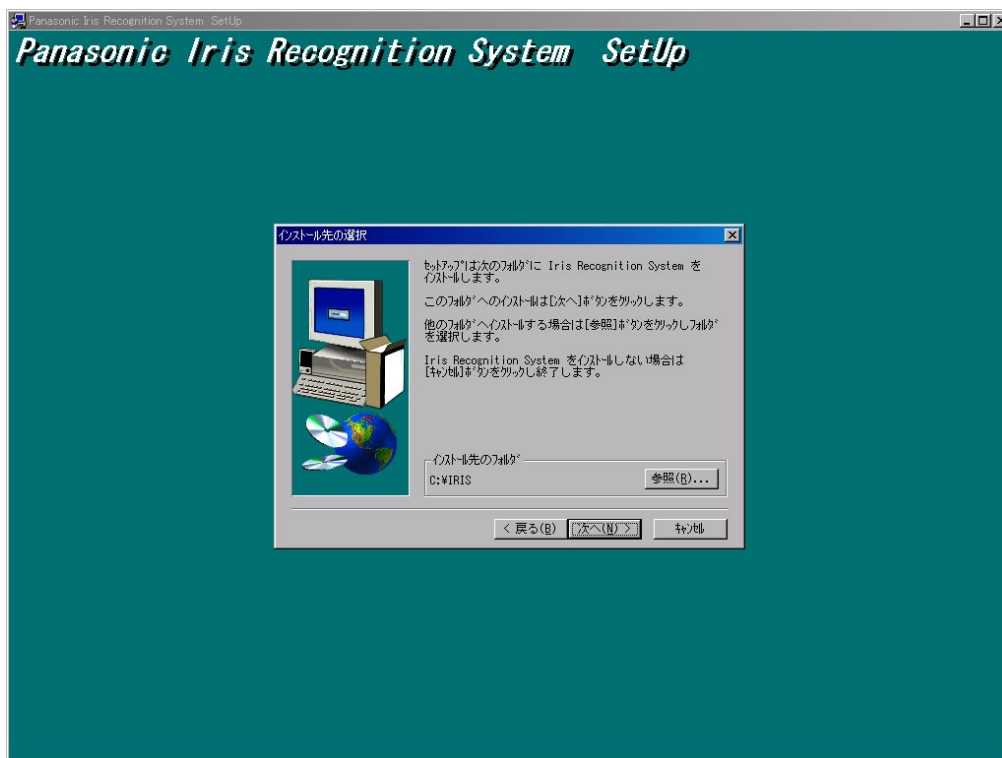 Panasonic Iris Recognition System SetUp
Panasonic Iris Recognition System SetUp
インストール先の選択
ｾｯﾄｱｯﾌﾟは次のﾌｫﾙﾀﾞに Iris Recognition System を
ｲﾝｽﾄｰﾙします。
このﾌｫﾙﾀﾞへのｲﾝｽﾄｰﾙは[次へ]ﾎﾞﾀﾝをｸﾘｯｸします。
他のﾌｫﾙﾀﾞへｲﾝｽﾄｰﾙする場合は[参照]ﾎﾞﾀﾝをｸﾘｯｸしﾌｫﾙﾀﾞ
を選択します。
Iris Recognition System をｲﾝｽﾄｰﾙしない場合は
[ｷｬﾝｾﾙ]ﾎﾞﾀﾝをｸﾘｯｸし終了します。
ｲﾝｽﾄｰﾙ先のﾌｫﾙﾀﾞ
C:¥IRIS
参照(R)...
< 戻る(B)
次へ(N) >
ｷｬﾝｾﾙ